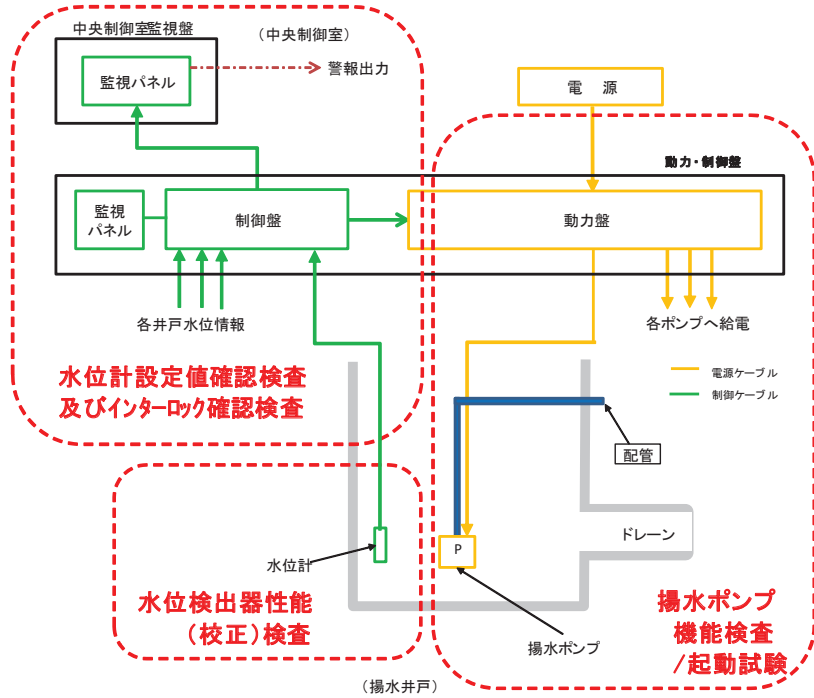 中央制御室監視盤
（中央制御室）
監視パネル
警報出力
電　源
動力・制御盤
監視
パネル
制御盤
動力盤
各井戸水位情報
各ポンプへ給電
水位計設定値確認検査
及びインターロック確認検査
電源ケーブル
制御ケーブル
配管
P
ドレーン
水位計
水位検出器性能
（校正）検査
揚水ポンプ
揚水ポンプ
機能検査
/起動試験
（揚水井戸）